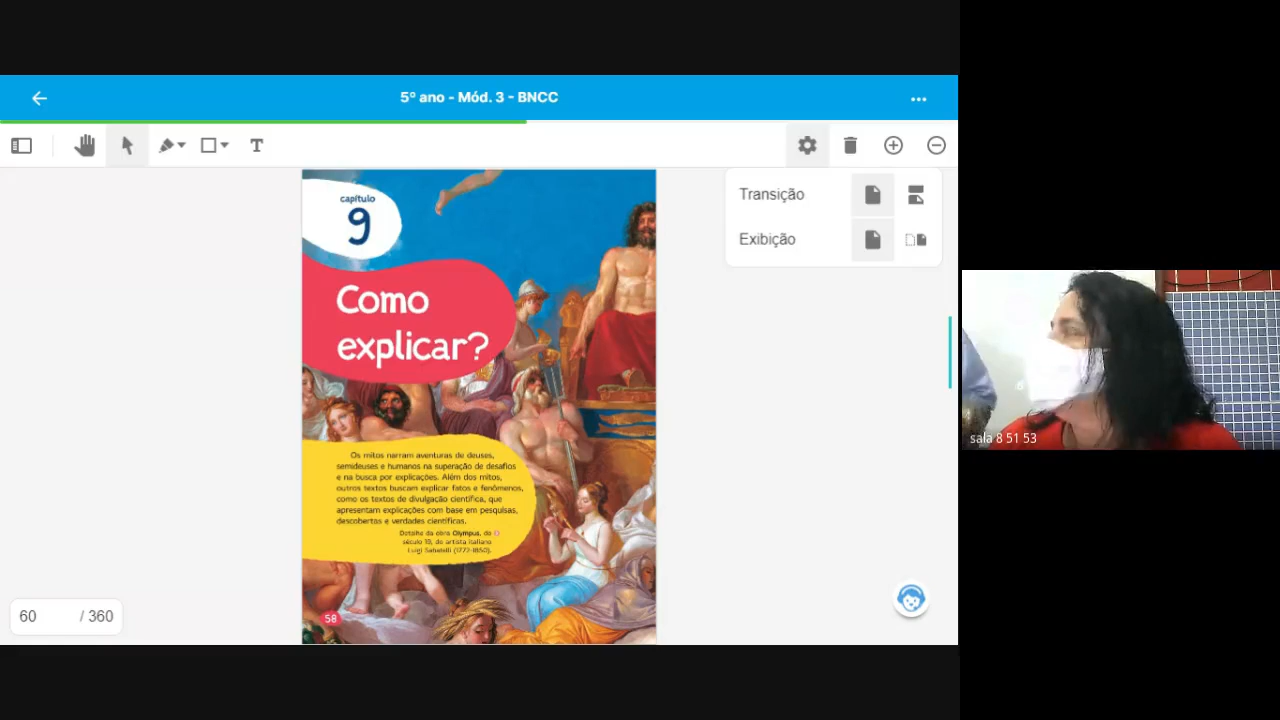 5º ano - Mód. 3 - BNCC
T
Transição
Exibição
capítulo
9
Como
explicar?
Os mitos narram aventuras de deuses,
semideuses e humanos na superação de desafios
e na busca por explicações. Além dos mitos,
outros textos buscam explicar fatos e fenômenos,
como os textos de divulgação científica, que
apresentam explicações com base em pesquisas,
descobertas e verdades científicas.
Detalhe da obra Olympus, do
século 19, do artista italiano
Luigi Sabatelli (1772-1850).
58
60 / 360
sala 8 51 53